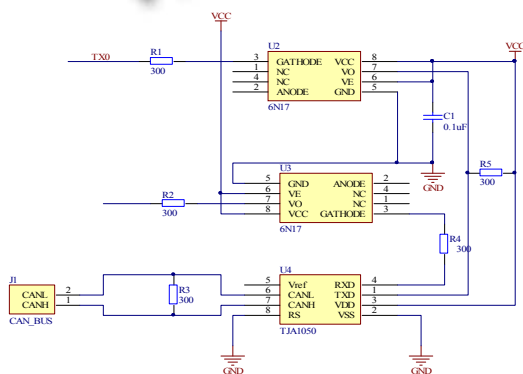 VCC
VCC
TX0
R1
300
U2
3 GATHODE VCC 8
1 NC VO 7
4 NC VE 6
2 ANODE GND 5
6N17
C1
0.1uF
GND
R5
300
U3
5 GND ANODE 2
6 VE NC 4
7 VO NC 1
8 VCC GATHODE 3
6N17
R2
300
R4
300
J1
CANL 2
CANH 1
CAN_BUS
R3
300
U4
5 Vref RXD 4
6 CANL TXD 1
7 CANH VDD 3
8 RS VSS 2
TJA1050
GND
GND